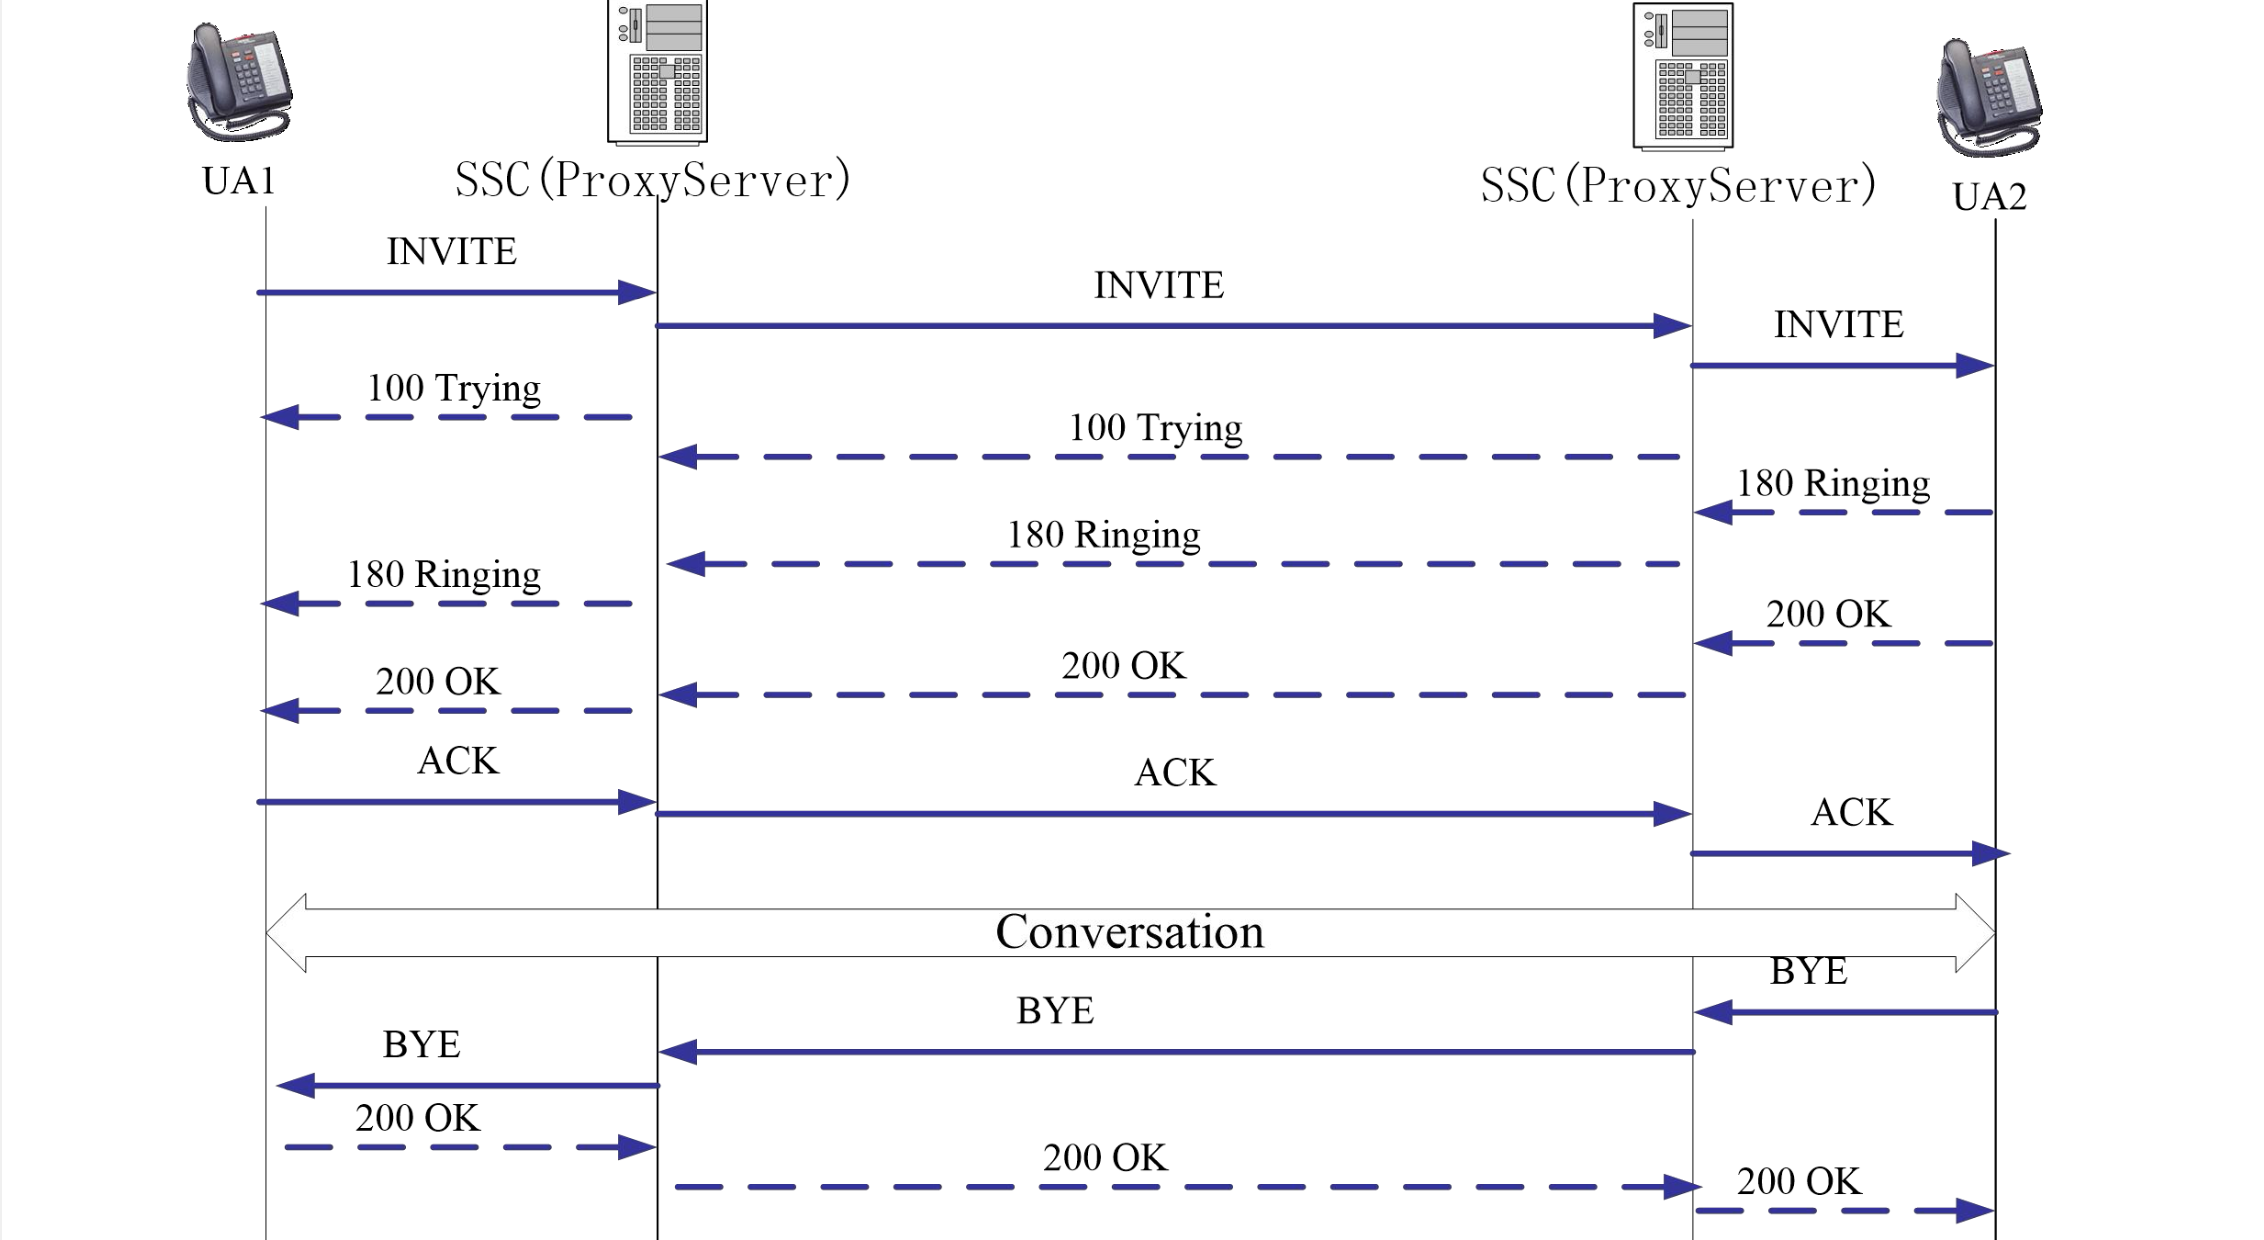 UA1
SSC(ProxyServer)
SSC(ProxyServer)
UA2
INVITE
INVITE
INVITE
100 Trying
100 Trying
180 Ringing
180 Ringing
180 Ringing
200 OK
200 OK
200 OK
ACK
ACK
ACK
Conversation
BYE
BYE
BYE
200 OK
200 OK
200 OK